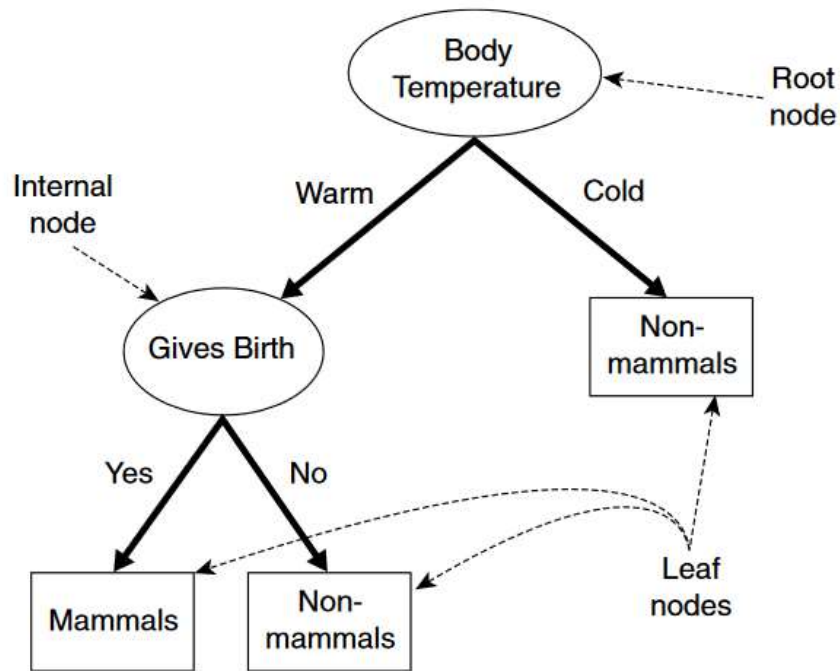 Body
Temperature
Root
node
Internal
node
Warm
Cold
Gives Birth
Non-
mammals
Yes
No
Mammals
Non-
mammals
Leaf
nodes